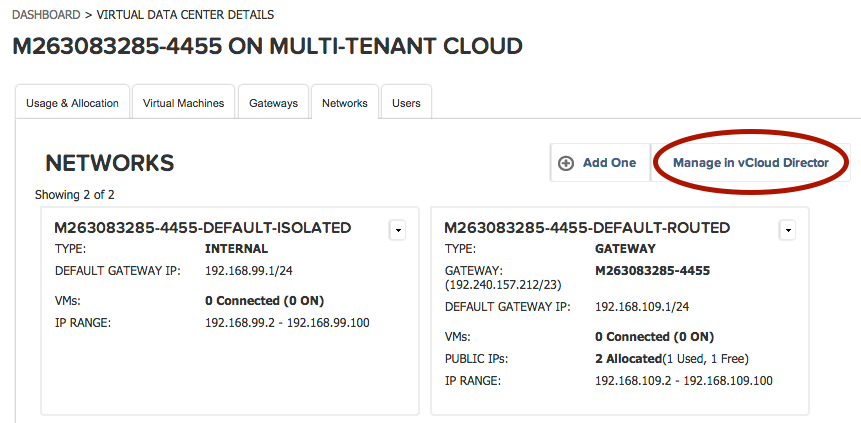 DASHBOARD > VIRTUAL DATA CENTER DETAILS
M263083285-4455 ON MULTI-TENANT CLOUD
Usage & Allocation
Virtual Machines
Gateways
Networks
Users
NETWORKS
Add One
Manage in vCloud Director
Showing 2 of 2
M263083285-4455-DEFAULT-ISOLATED
TYPE: INTERNAL
DEFAULT GATEWAY IP: 192.168.99.1/24
VMs: 0 Connected (0 ON)
IP RANGE: 192.168.99.2 - 192.168.99.100
M263083285-4455-DEFAULT-ROUTED
TYPE: GATEWAY
GATEWAY: M263083285-4455
(192.240.157.212/23)
DEFAULT GATEWAY IP: 192.168.109.1/24
VMs: 0 Connected (0 ON)
PUBLIC IPs: 2 Allocated(1 Used, 1 Free)
IP RANGE: 192.168.109.2 - 192.168.109.100